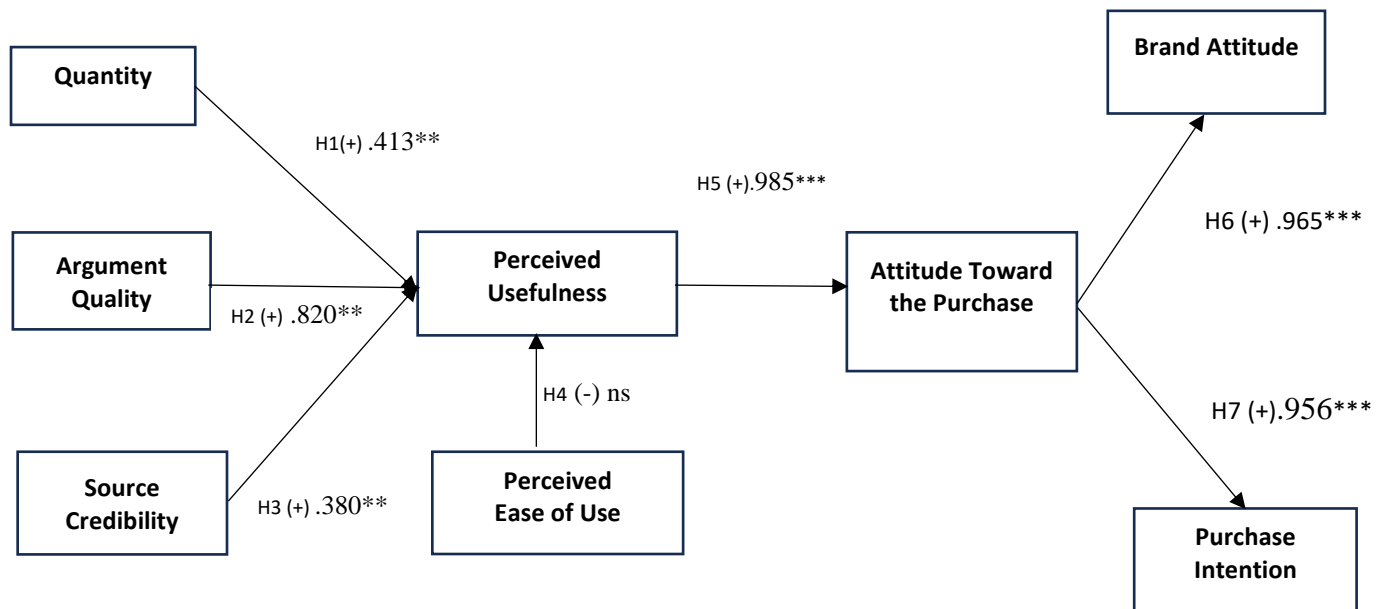 Quantity
Brand Attitude
H1(+) .413**
H5 (+).985***
Argument
Quality
H2 (+) .820**
Perceived
Usefulness
Attitude Toward
the Purchase
H6 (+) .965***
H4 (-) ns
H7 (+).956***
Source
Credibility
H3 (+) .380**
Perceived
Ease of Use
Purchase
Intention